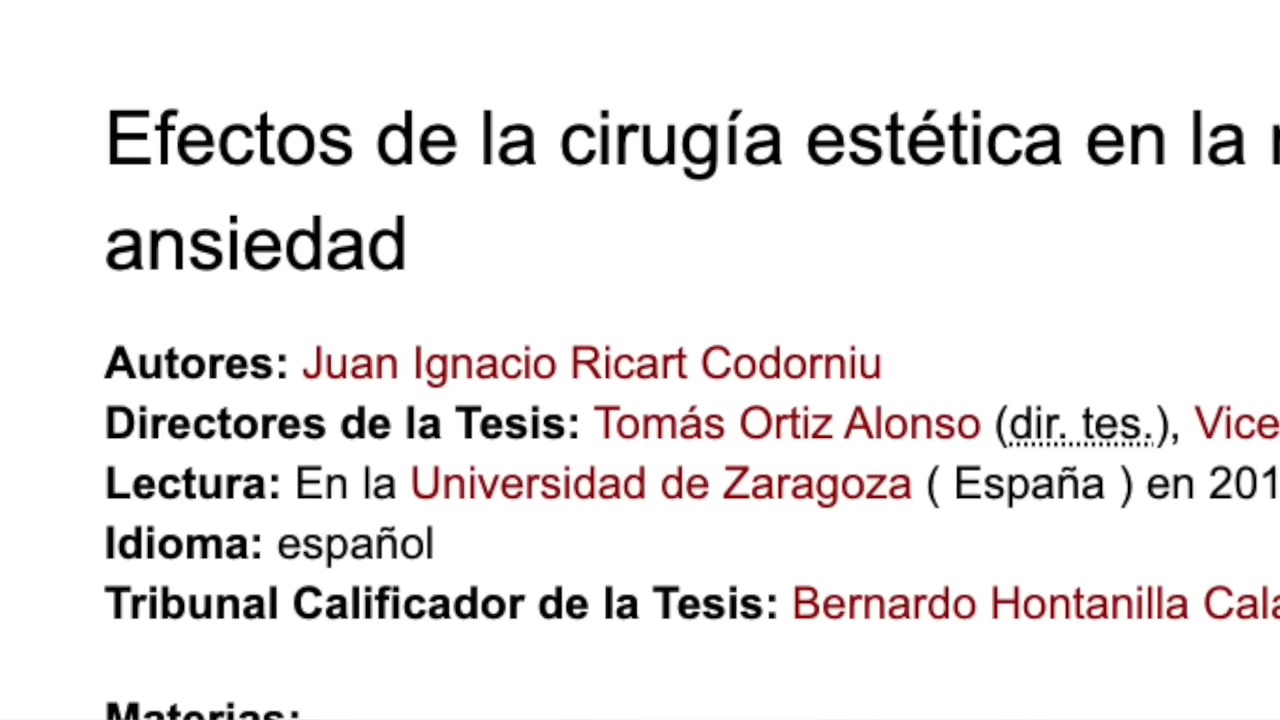 Efectos de la cirugía estética en la
ansiedad
Autores: Juan Ignacio Ricart Codorniu
Directores de la Tesis: Tomás Ortiz Alonso (dir. tes.), Vice
Lectura: En la Universidad de Zaragoza ( España ) en 201
Idioma: español
Tribunal Calificador de la Tesis: Bernardo Hontanilla Cala
Materias: